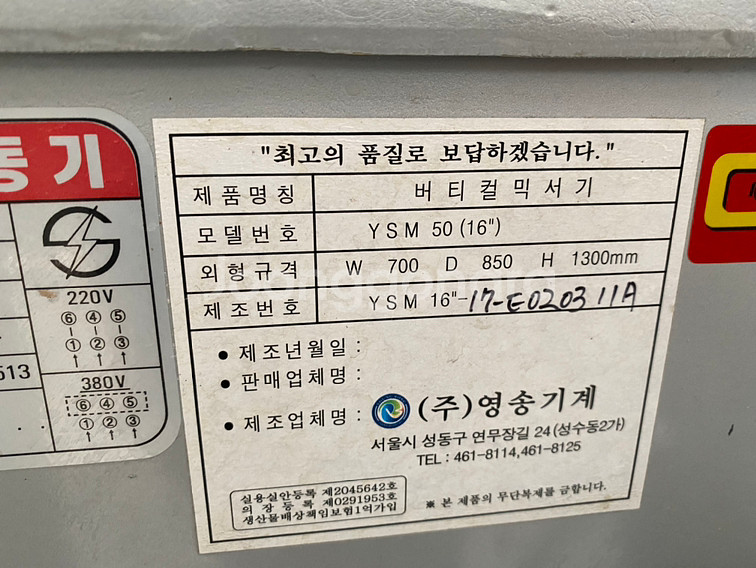 동기
220V
⑥ ④ ⑤
① ② ③
513
380V
⑥ ④ ⑤
① ② ③
"최고의 품질로 보답하겠습니다."
제품명칭 버티컬믹서기
모델번호 YSM 50 (16")
외형규격 W 700 D 850 H 1300mm
제조번호 YSM 16"-17-E0203 11A
• 제조년월일 :
• 판매업체명 :
• 제조업체명 : (주)영송기계
서울시 성동구 연무장길 24 (성수동2가)
TEL : 461-8114,461-8125
실용실안등록 제2045642호
의 장 등 록 제0291953호
생산물배상책임보험1억가입
※ 본 제품의 무단복제를 금합니다.